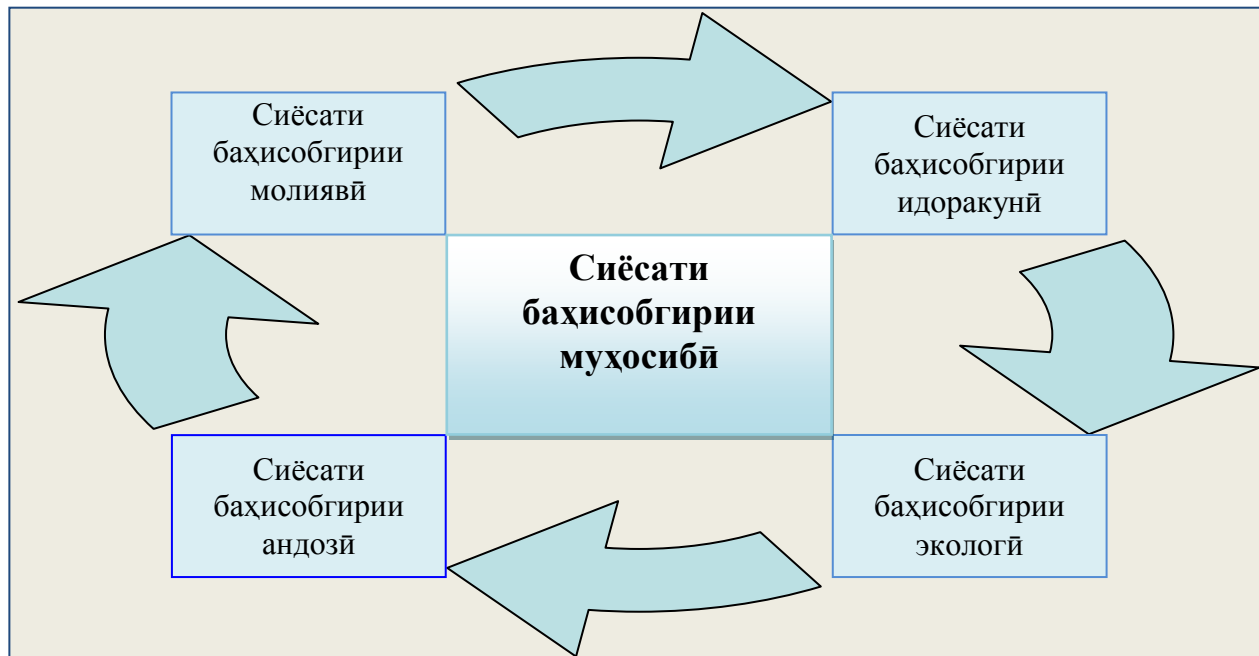 Сиёсати
баҳисобгирии
молиявӣ
Сиёсати
баҳисобгирии
идоракунӣ
Сиёсати
баҳисобгирии
муҳосибӣ
Сиёсати
баҳисобгирии
андозӣ
Сиёсати
баҳисобгирии
экологӣ